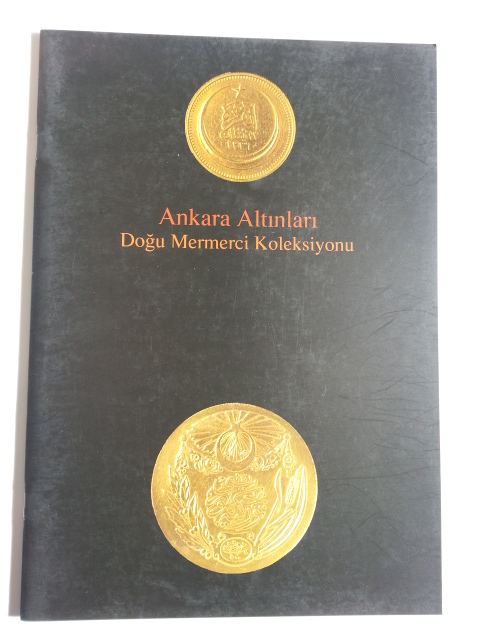 Ankara Altınları
Doğu Mermerci Koleksiyonu